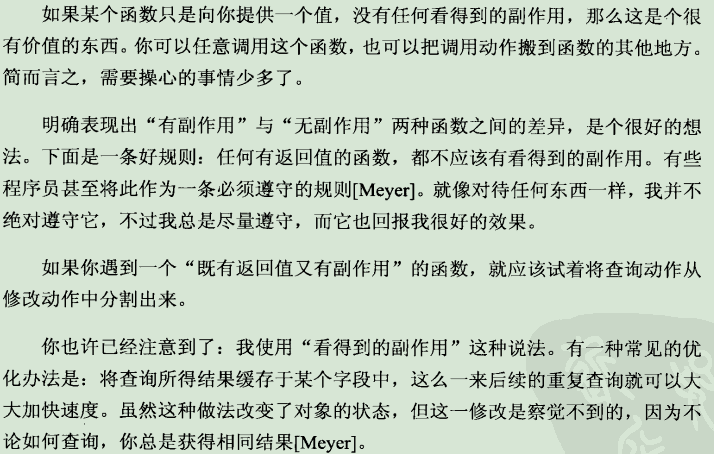 如果某个函数只是向你提供一个值，没有任何看得到的副作用，那么这是个很
有价值的东西。你可以任意调用这个函数，也可以把调用动作搬到函数的其他地方。
简而言之，需要操心的事情少多了。
明确表现出“有副作用”与“无副作用”两种函数之间的差异，是个很好的想
法。下面是一条好规则：任何有返回值的函数，都不应该有看得到的副作用。有些
程序员甚至将此作为一条必须遵守的规则[Meyer]。就像对待任何东西一样，我并不
绝对遵守它，不过我总是尽量遵守，而它也回报我很好的效果。
如果你遇到一个“既有返回值又有副作用”的函数，就应该试着将查询动作从
修改动作中分割出来。
你也许已经注意到了：我使用“看得到的副作用”这种说法。有一种常见的优
化办法是：将查询所得结果缓存于某个字段中，这么一来后续的重复查询就可以大
大加快速度。虽然这种做法改变了对象的状态，但这一修改是察觉不到的，因为不
论如何查询，你总是获得相同结果[Meyer]。